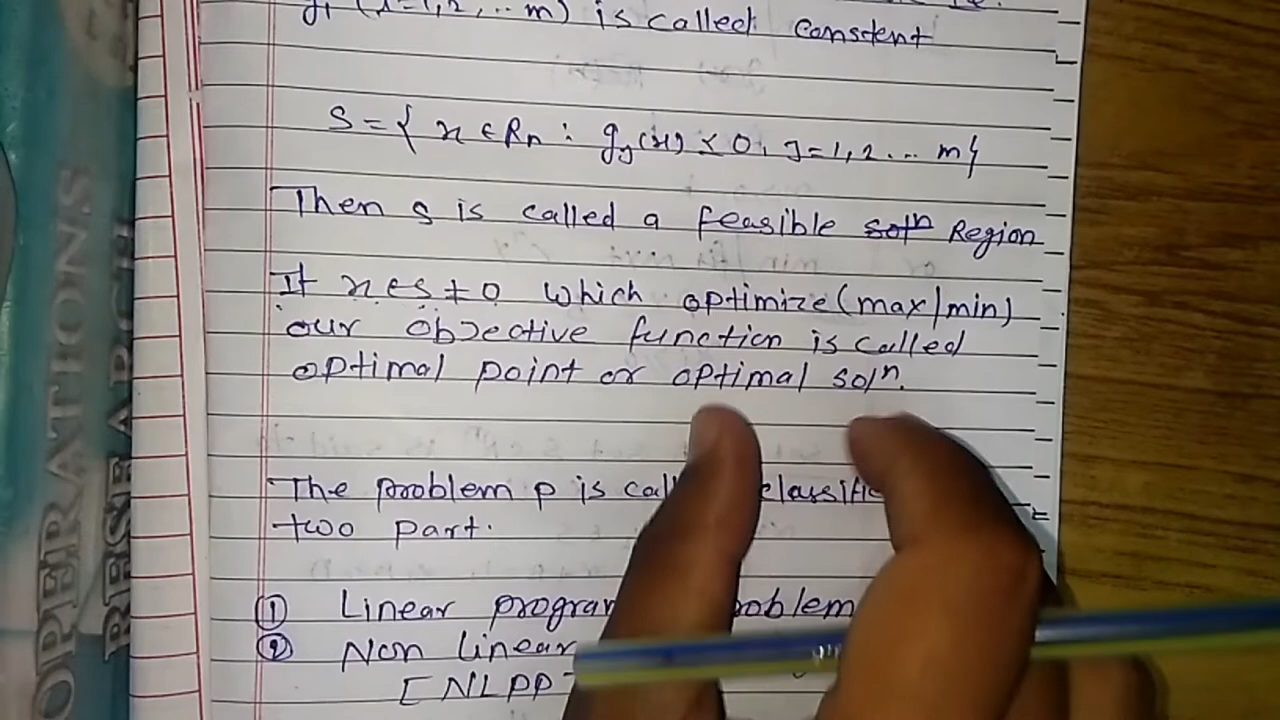 is called constent
S = { x ∈ Rn : gj(x) < 0, J = 1, 2 ... m}
Then S is called a feasible soln Region
If x ∈ S ≠ 0 which optimize (max/min)
our objective function is called
optimal point or optimal soln.
The problem p is
two part.
① Linear
② Non linear
[NLPP
OPERATIONS
RESEARCH